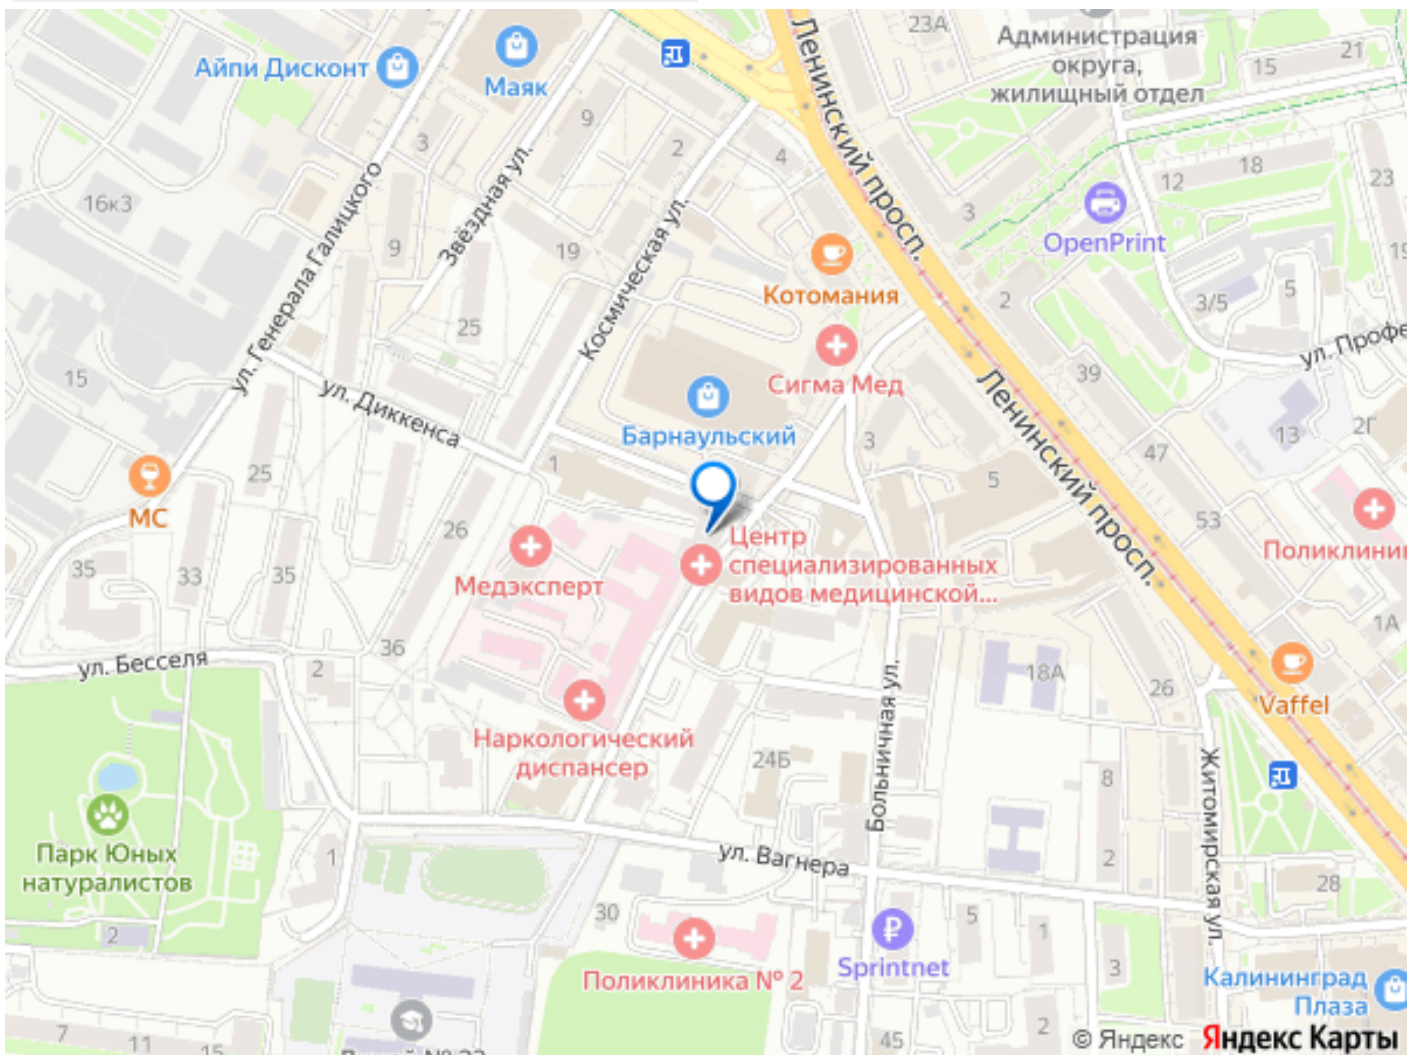 Айпи Дисконт
Маяк
23А
Администрация
округа,
жилищный отдел
15
21
Ленинский просп.
9
3
2
4
16к3
ул. Генерала Галицкого
Звёздная ул.
Космическая ул.
9
19
25
3
12
18
23
OpenPrint
Котомания
2
3/5
5
19
ул. Профе
Сигма Мед
15
ул. Диккенса
Барнаульский
Ленинский просп.
39
13
2Г
3
47
1
25
МС
26
5
53
Медэксперт
Центр
специализированных
видов медицинской...
Поликлиник
35
33
35
36
ул. Бесселя
2
1А
18А
26
Vaffel
Наркологический
диспансер
24Б
Больничная ул.
Житомирская ул.
8
Парк Юных
натуралистов
1
ул. Вагнера
2
28
2
30
5
1
Поликлиника № 2
Sprintnet
3
Калининград
Плаза
7
11
15
45
2
© Яндекс Яндекс Карты